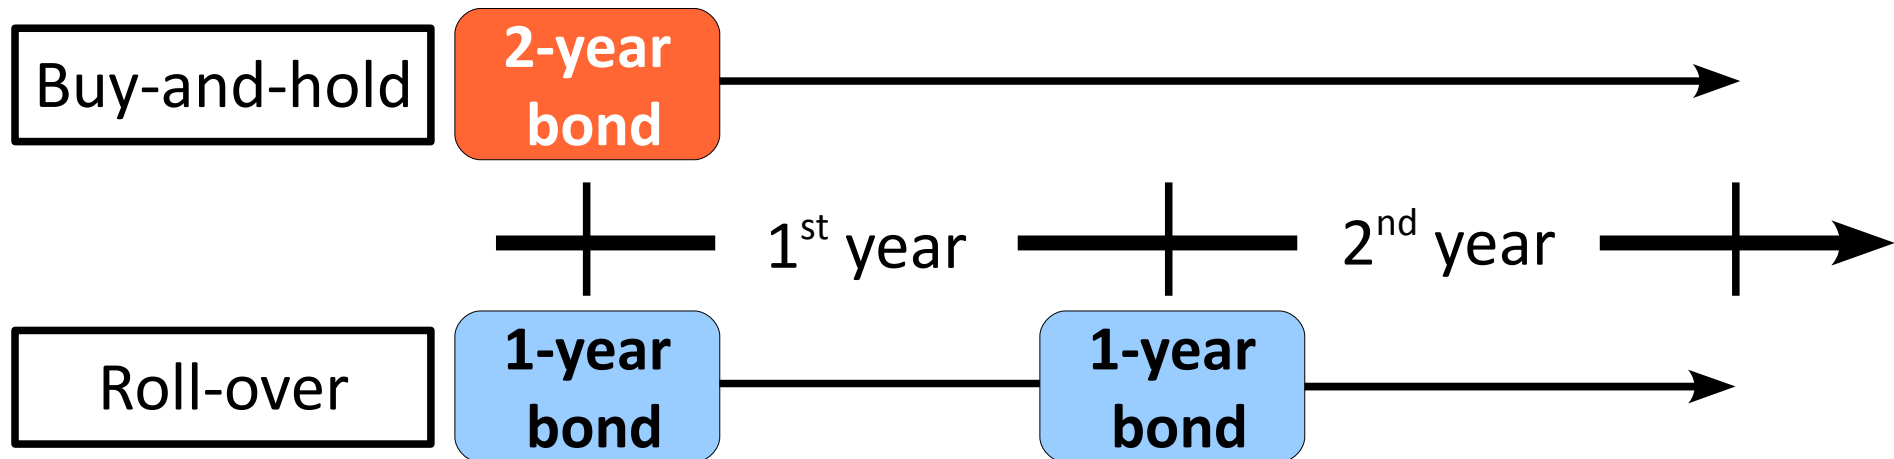 Buy-and-hold
2-year
bond
1st year
2nd year
Roll-over
1-year
bond
1-year
bond